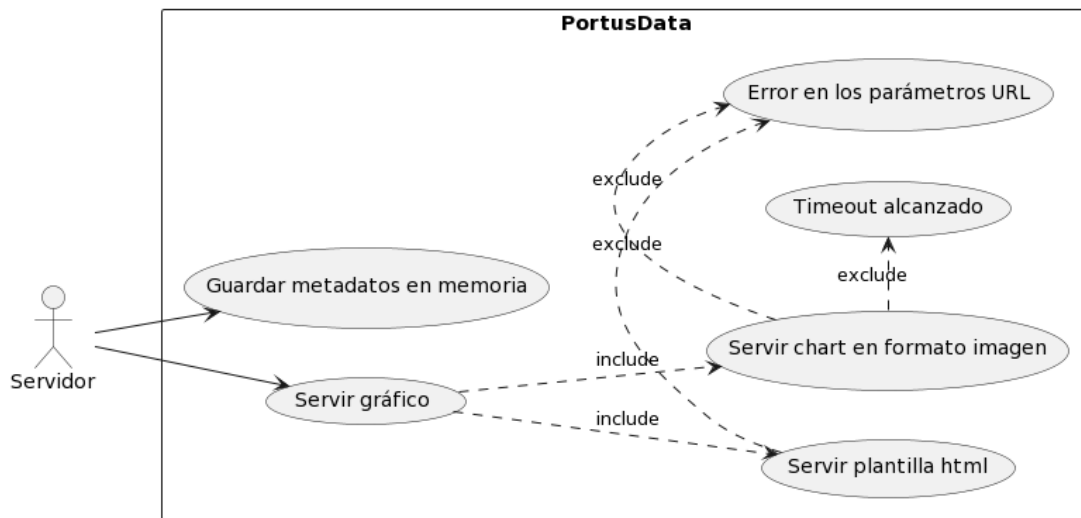 PortusData
Error en los parámetros URL
exclude
Timeout alcanzado
exclude
exclude
Guardar metadatos en memoria
Servidor
include
Servir chart en formato imagen
Servir gráfico
include
Servir plantilla html